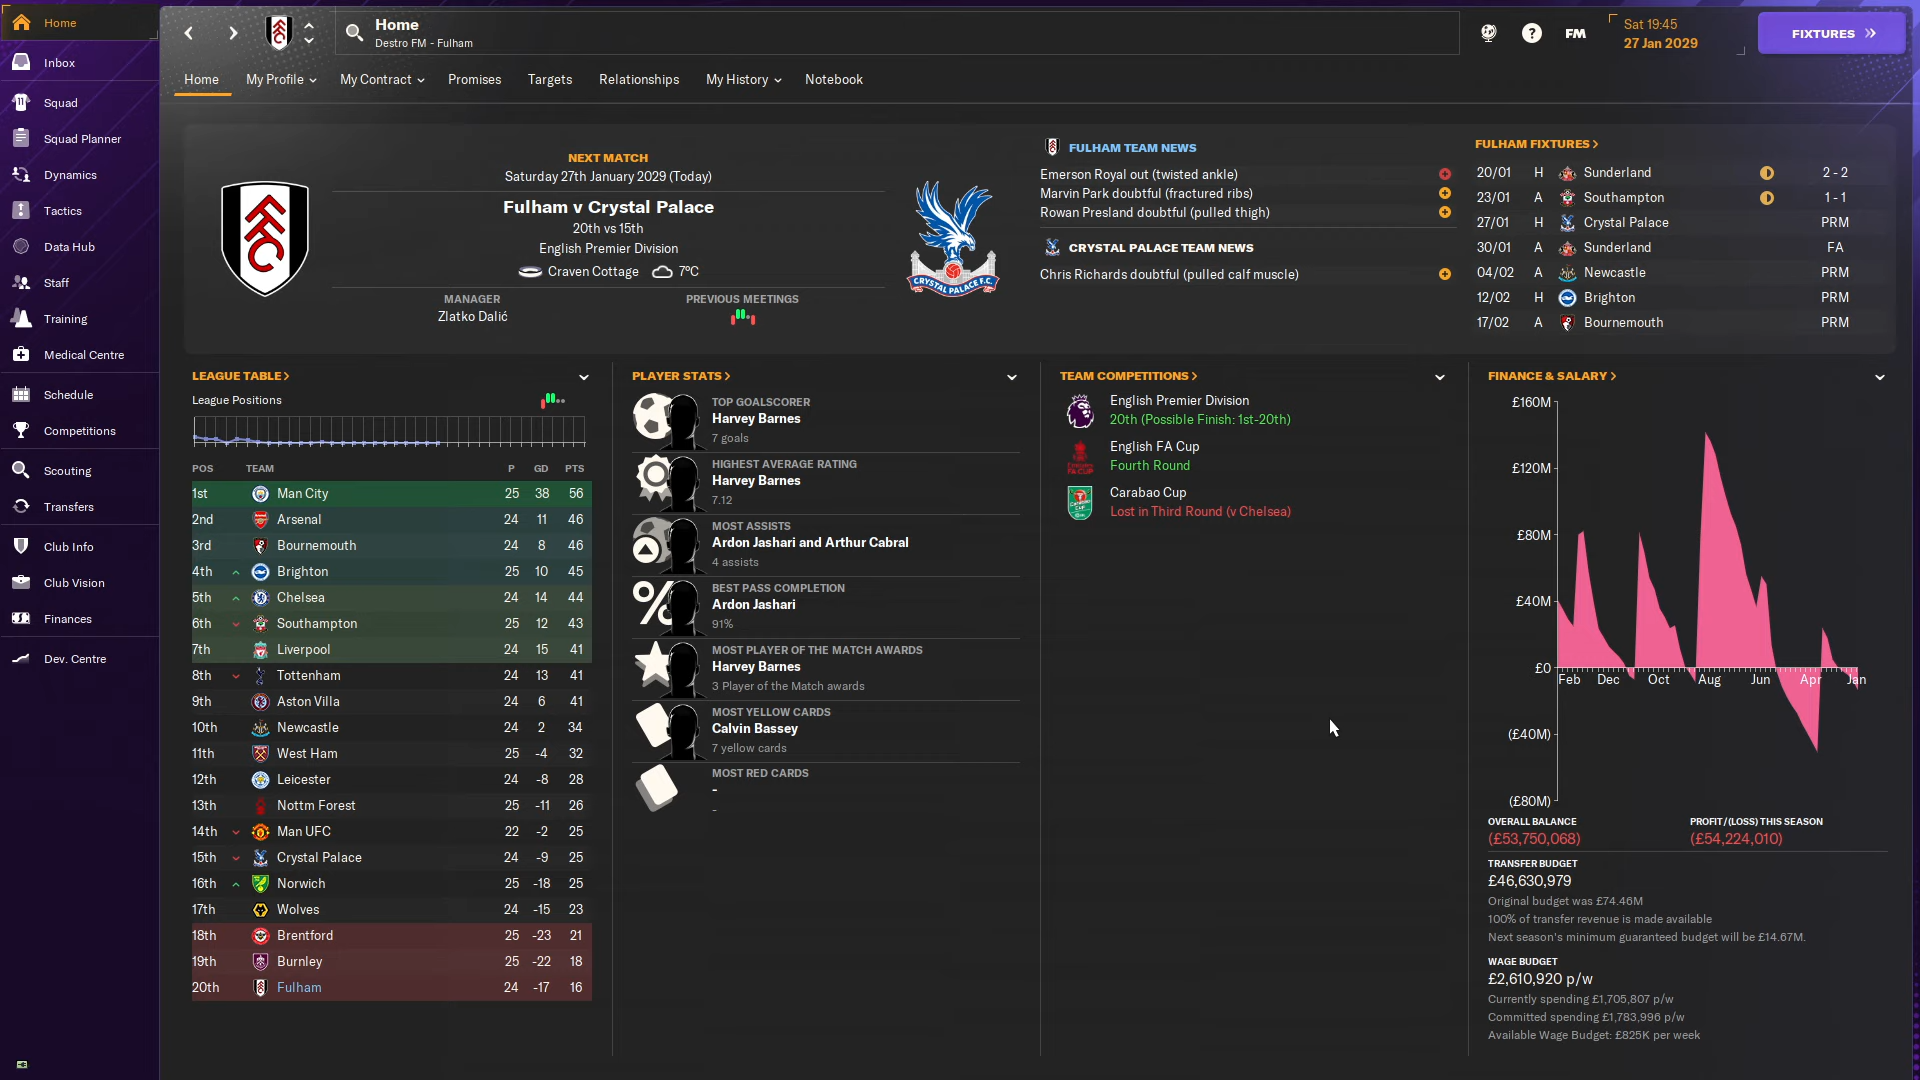 Home
Inbox
Squad
Squad Planner
Dynamics
Tactics
Data Hub
Staff
Training
Medical Centre
Schedule
Competitions
Scouting
Transfers
Club Info
Club Vision
Finances
Dev. Centre
Home
Destro FM - Fulham
FM
Sat 19:45
27 Jan 2029
FIXTURES
Home My Profile My Contract Promises Targets Relationships My History Notebook
NEXT MATCH
Saturday 27th January 2029 (Today)
Fulham v Crystal Palace
20th vs 15th
English Premier Division
Craven Cottage 7°C
MANAGER
Zlatko Dalić
PREVIOUS MEETINGS
CRYSTAL PALACE F.C.
FULHAM TEAM NEWS
Emerson Royal out (twisted ankle)
Marvin Park doubtful (fractured ribs)
Rowan Presland doubtful (pulled thigh)
CRYSTAL PALACE TEAM NEWS
Chris Richards doubtful (pulled calf muscle)
FULHAM FIXTURES
20/01 H Sunderland 2 - 2
23/01 A Southampton 1 - 1
27/01 H Crystal Palace PRM
30/01 A Sunderland FA
04/02 A Newcastle PRM
12/02 H Brighton PRM
17/02 A Bournemouth PRM
LEAGUE TABLE
League Positions
POS TEAM P GD PTS
1st Man City 25 38 56
2nd Arsenal 24 11 46
3rd Bournemouth 24 8 46
4th Brighton 25 10 45
5th Chelsea 24 14 44
6th Southampton 25 12 43
7th Liverpool 24 15 41
8th Tottenham 24 13 41
9th Aston Villa 24 6 41
10th Newcastle 24 2 34
11th West Ham 25 -4 32
12th Leicester 24 -8 28
13th Nottm Forest 25 -11 26
14th Man UFC 22 -2 25
15th Crystal Palace 24 -9 25
16th Norwich 25 -18 25
17th Wolves 24 -15 23
18th Brentford 25 -23 21
19th Burnley 25 -22 18
20th Fulham 24 -17 16
PLAYER STATS
TOP GOALSCORER
Harvey Barnes
7 goals
HIGHEST AVERAGE RATING
Harvey Barnes
7.12
MOST ASSISTS
Ardon Jashari and Arthur Cabral
4 assists
BEST PASS COMPLETION
Ardon Jashari
91%
MOST PLAYER OF THE MATCH AWARDS
Harvey Barnes
3 Player of the Match awards
MOST YELLOW CARDS
Calvin Bassey
7 yellow cards
MOST RED CARDS
-
-
TEAM COMPETITIONS
English Premier Division
20th (Possible Finish: 1st-20th)
English FA Cup
Fourth Round
Carabao Cup
Lost in Third Round (v Chelsea)
FINANCE & SALARY
£160M
£120M
£80M
£40M
£0
(£40M)
(£80M)
Feb Dec Oct Aug Jun Apr Jan
OVERALL BALANCE
(£53,750,068)
PROFIT/(LOSS) THIS SEASON
(£54,224,010)
TRANSFER BUDGET
£46,630,979
Original budget was £74.46M
100% of transfer revenue is made available
Next season's minimum guaranteed budget will be £14.67M.
WAGE BUDGET
£2,610,920 p/w
Currently spending £1,705,807 p/w
Committed spending £1,783,996 p/w
Available Wage Budget: £825K per week